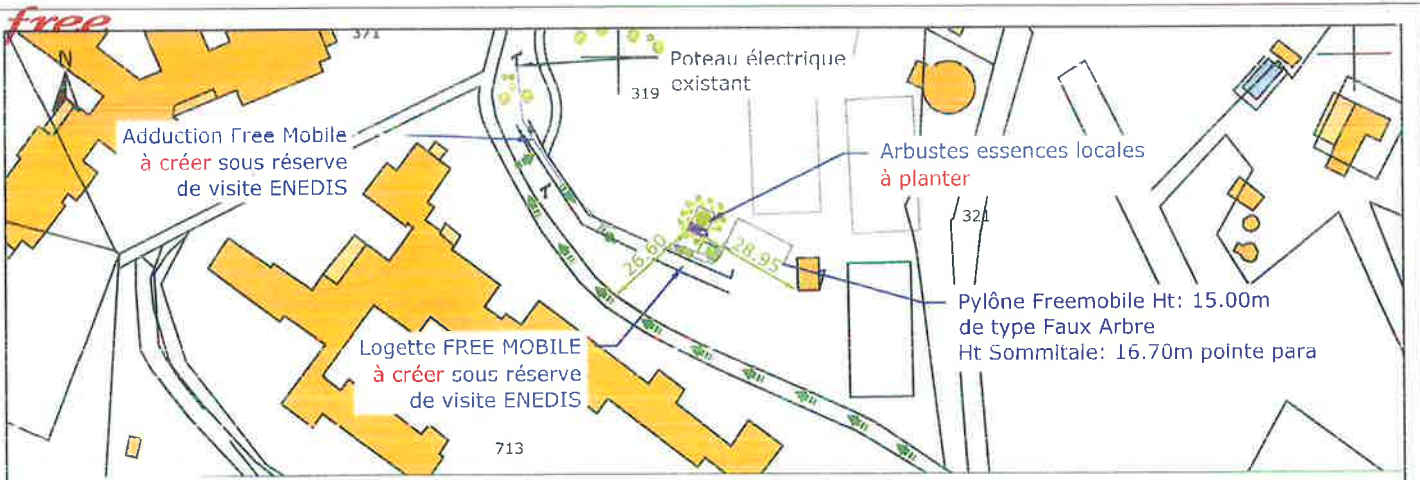 free
371
N
Poteau électrique
existant
319
Adduction Free Mobile
à créer sous réserve
de visite ENEDIS
Arbustes essences locales
à planter
321
26.60
28.95
Pylône Freemobile Ht: 15.00m
de type Faux Arbre
Ht Sommitale: 16.70m pointe para
Logette FREE MOBILE
à créer sous réserve
de visite ENEDIS
713